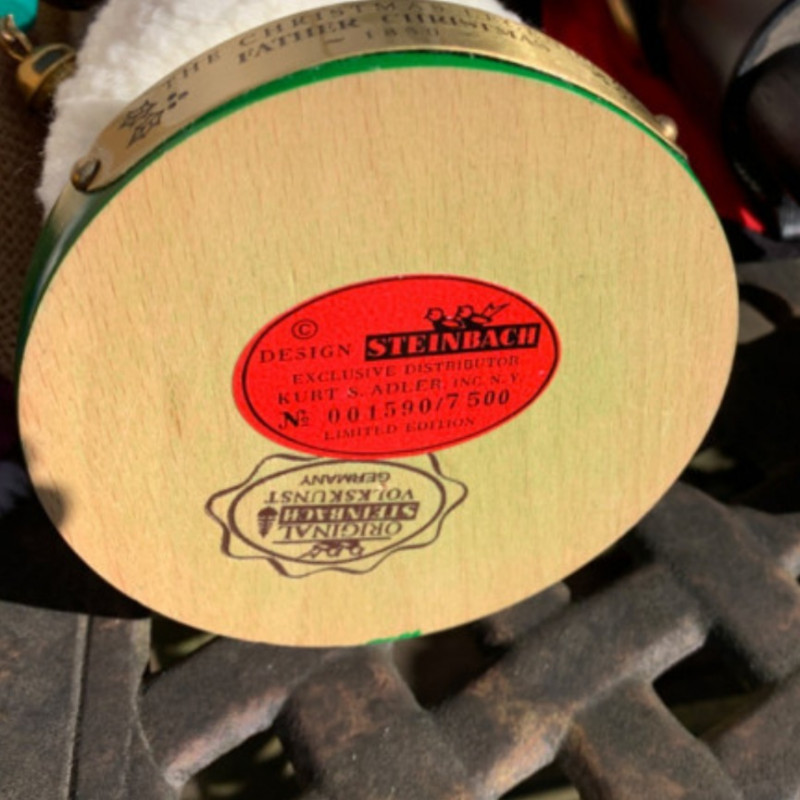 THE CHRISTMAS
FATHER CHRISTMAS
©
DESIGN STEINBACH
EXCLUSIVE DISTRIBUTOR
KURT S. ADLER, INC. N.Y.
№ 001590/7500
LIMITED EDITION
ORIGINAL
STEINBACH
VOLKSKUNST
GERMANY